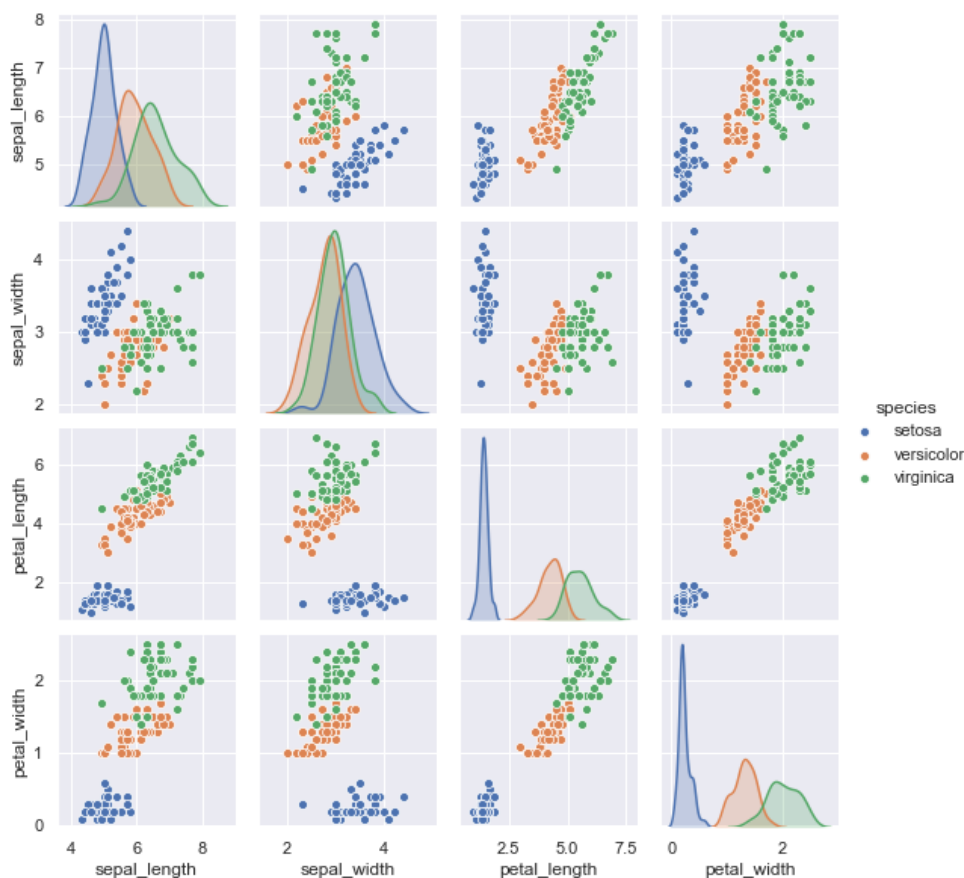 sepal_length
8
7
6
5
sepal_width
4
3
2
species
setosa
versicolor
virginica
petal_length
6
4
2
petal_width
2
1
0
4 6 8 2 4 2.5 5.0 7.5 0 2
sepal_length sepal_width petal_length petal_width